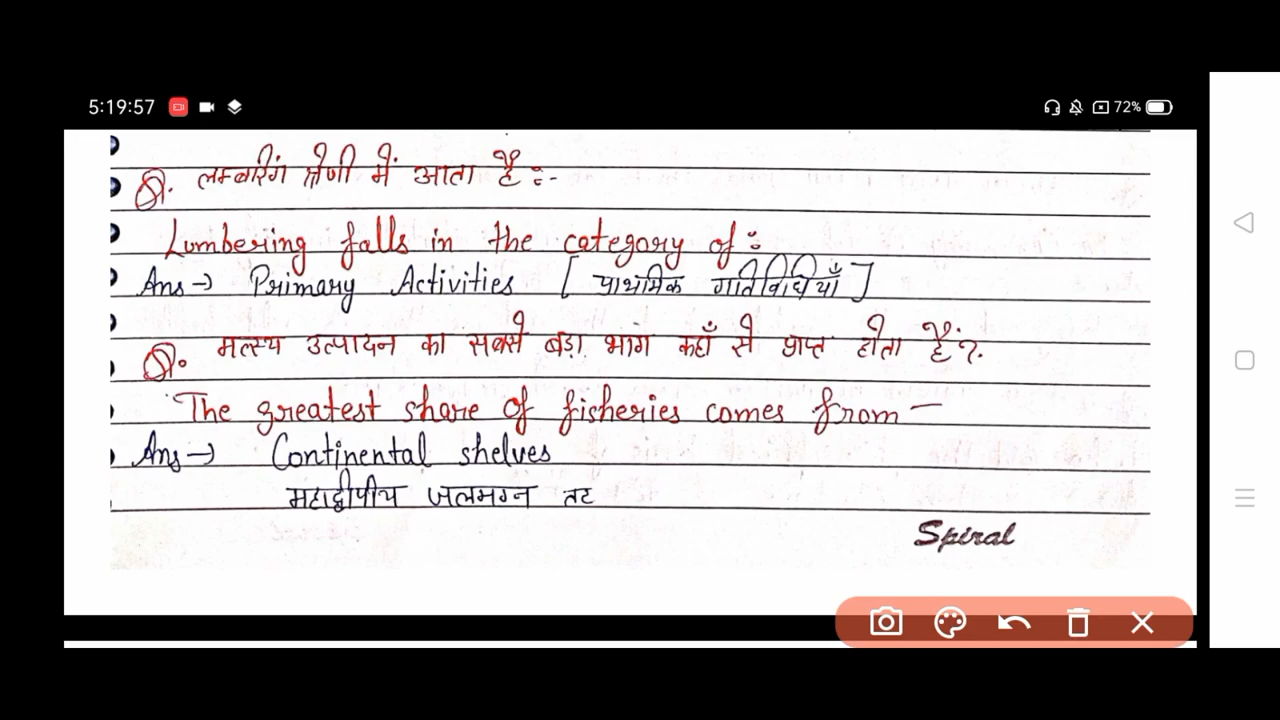 5:19:57
72%
Q. लम्बरिंग श्रेणी में आता है :-
Lumbering falls in the category of :
Ans → Primary Activities [ प्राथमिक गतिविधियाँ ]
Q. मत्स्य उत्पादन का सबसे बड़ा भाग कहाँ से प्राप्त होता है ?.
The greatest share of fisheries comes from —
Ans → Continental shelves
महाद्वीपीय जलमग्न तट
Spiral